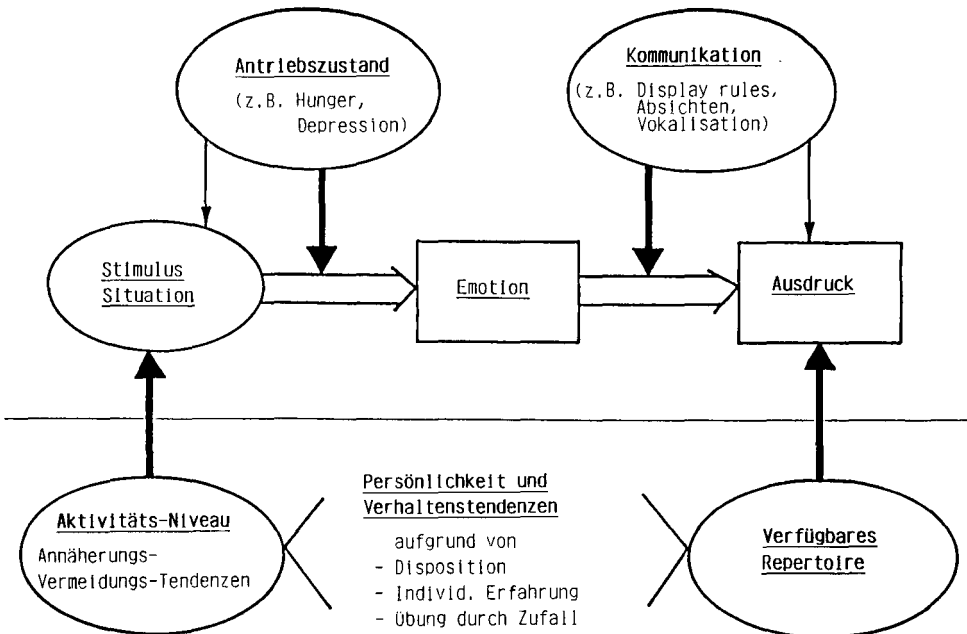 Antriebszustand
(z.B. Hunger,
Depression)
Kommunikation
(z.B. Display rules,
Absichten,
Vokalisation)
Stimulus
Situation
Emotion
Ausdruck
Aktivitäts-Niveau
Annäherungs-
Vermeidungs-Tendenzen
Persönlichkeit und
Verhaltenstendenzen
aufgrund von
- Disposition
- Individ. Erfahrung
- Übung durch Zufall
Verfügbares
Repertoire